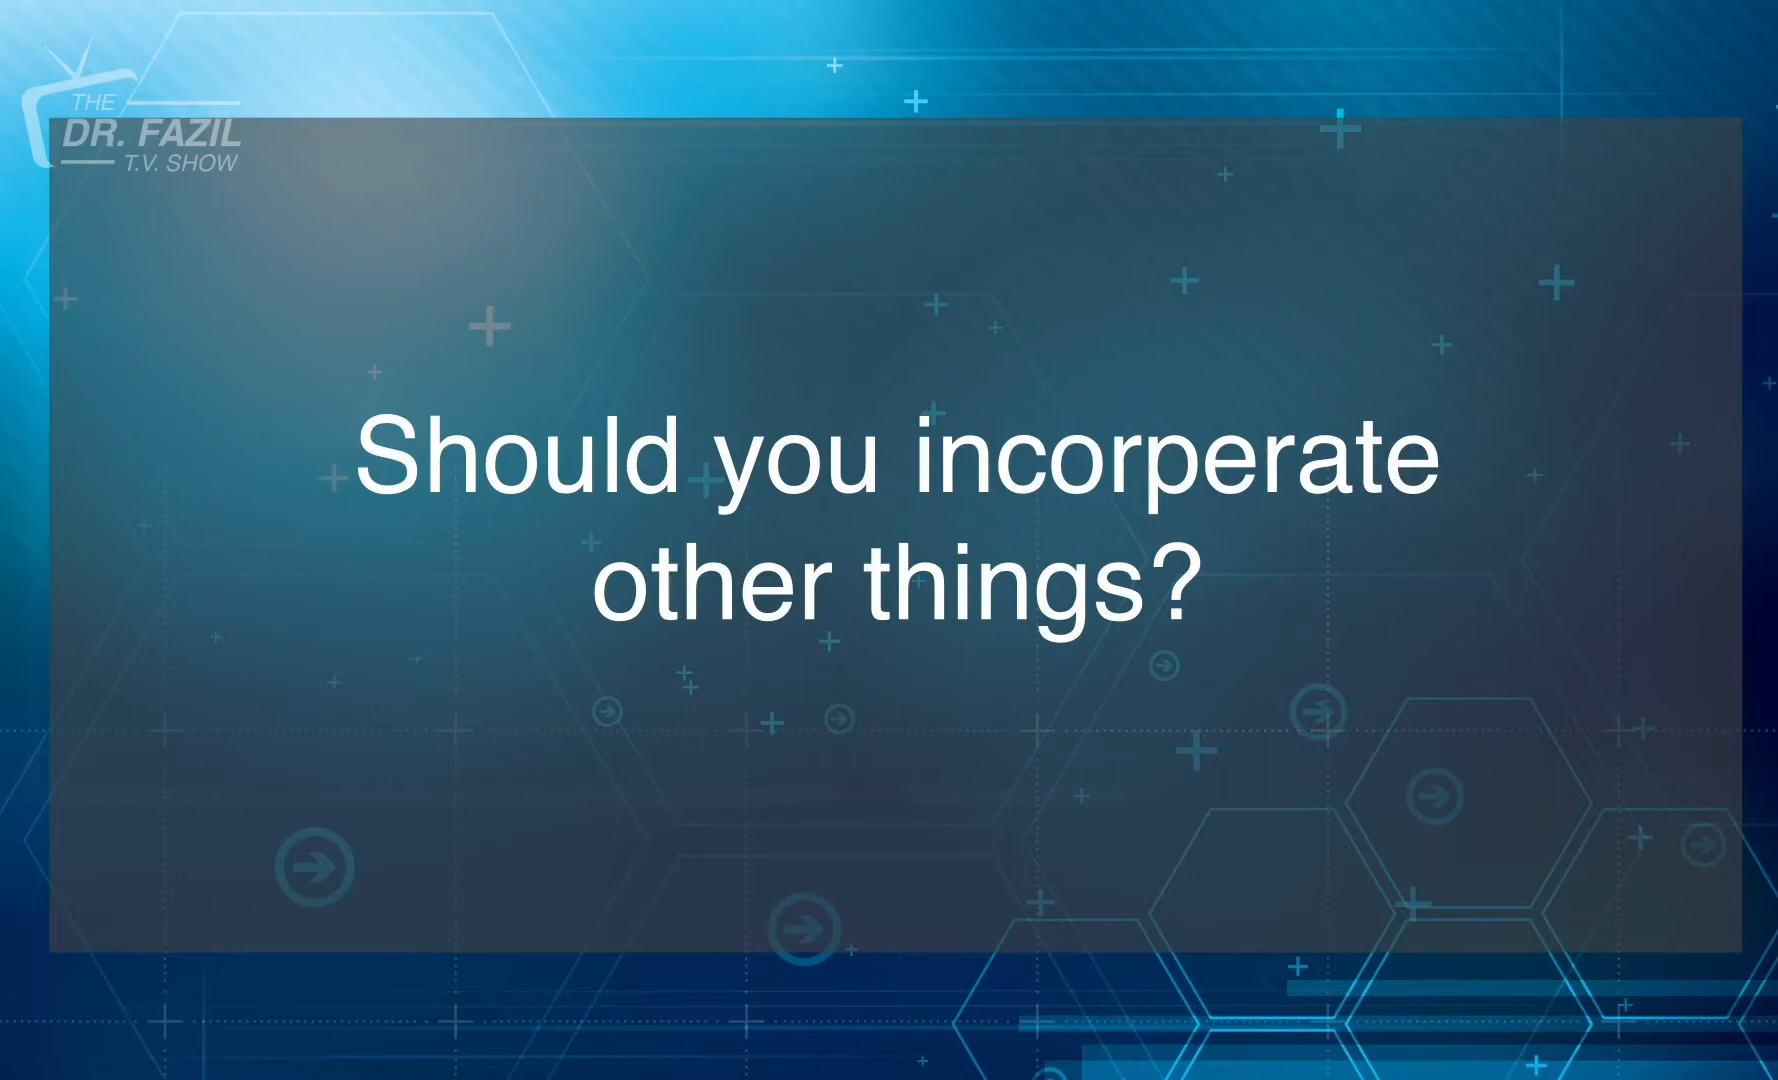 THE
DR. FAZIL
T.V. SHOW
Should you incorperate
other things?